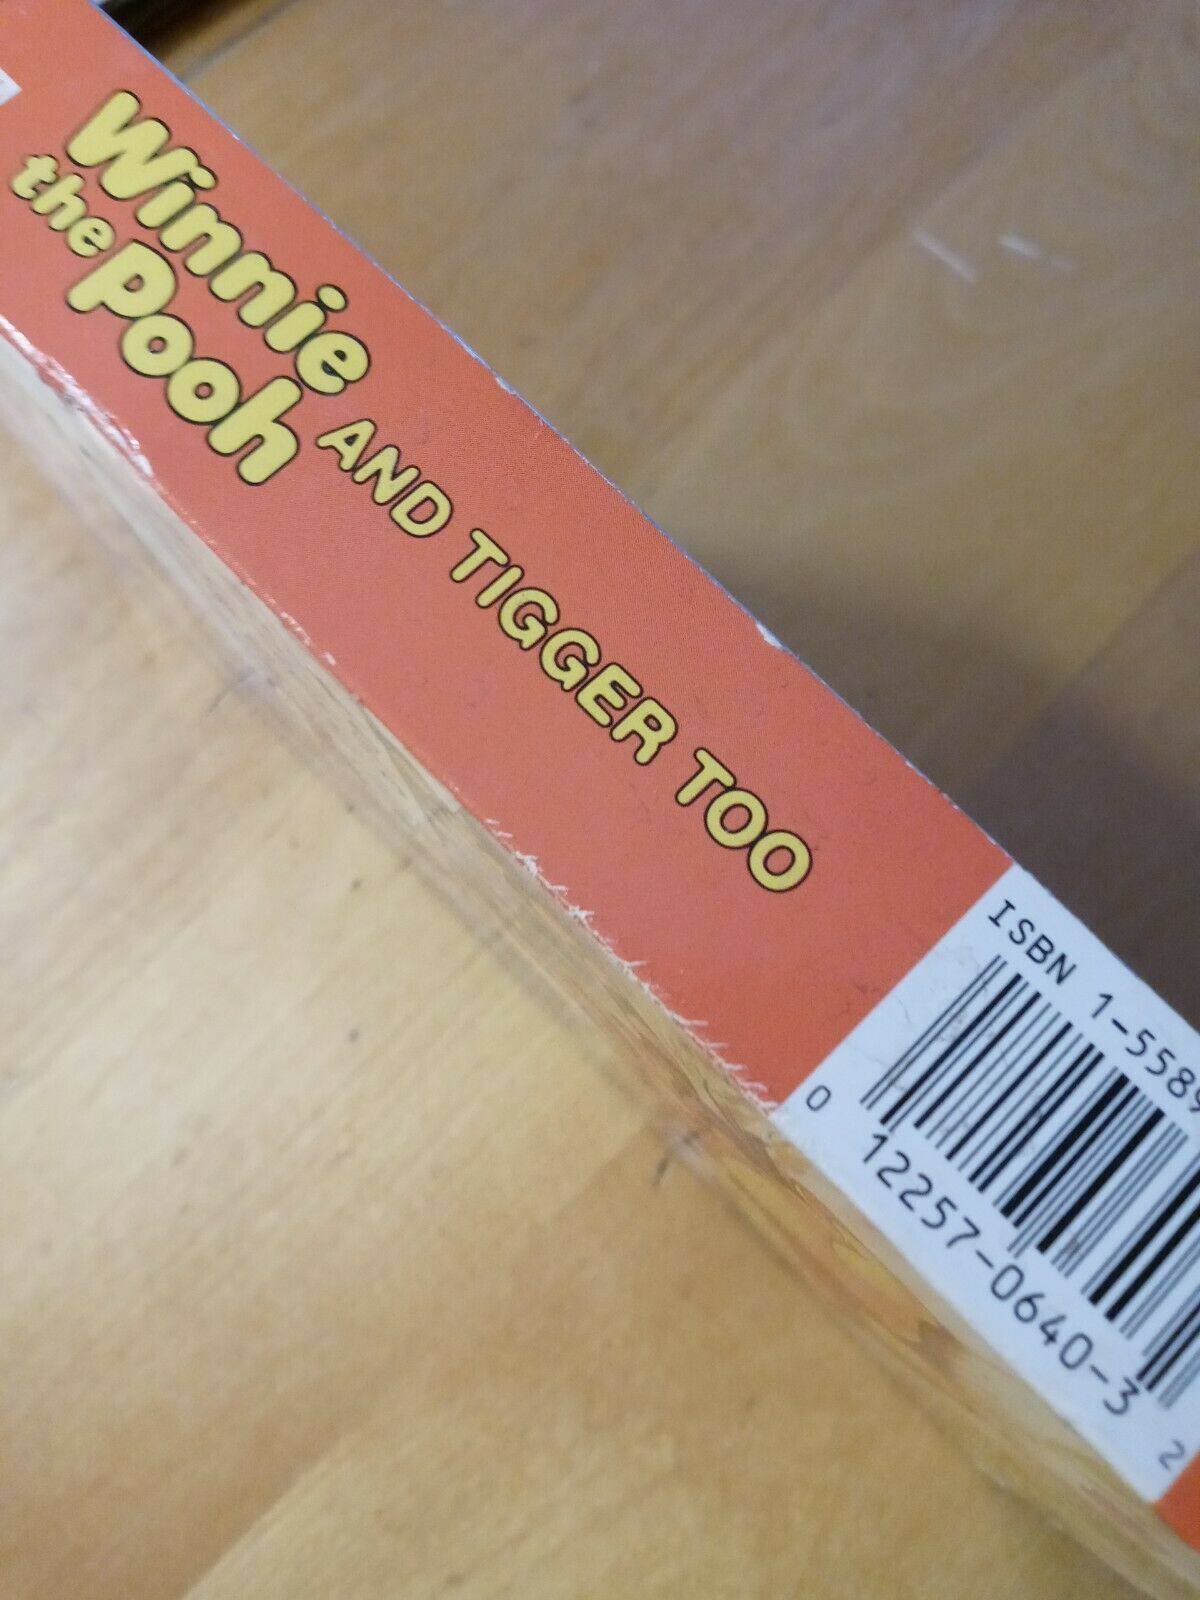 Winnie
the Pooh
AND TIGGER TOO
ISBN 1-5589
0
12257-0640-3
2